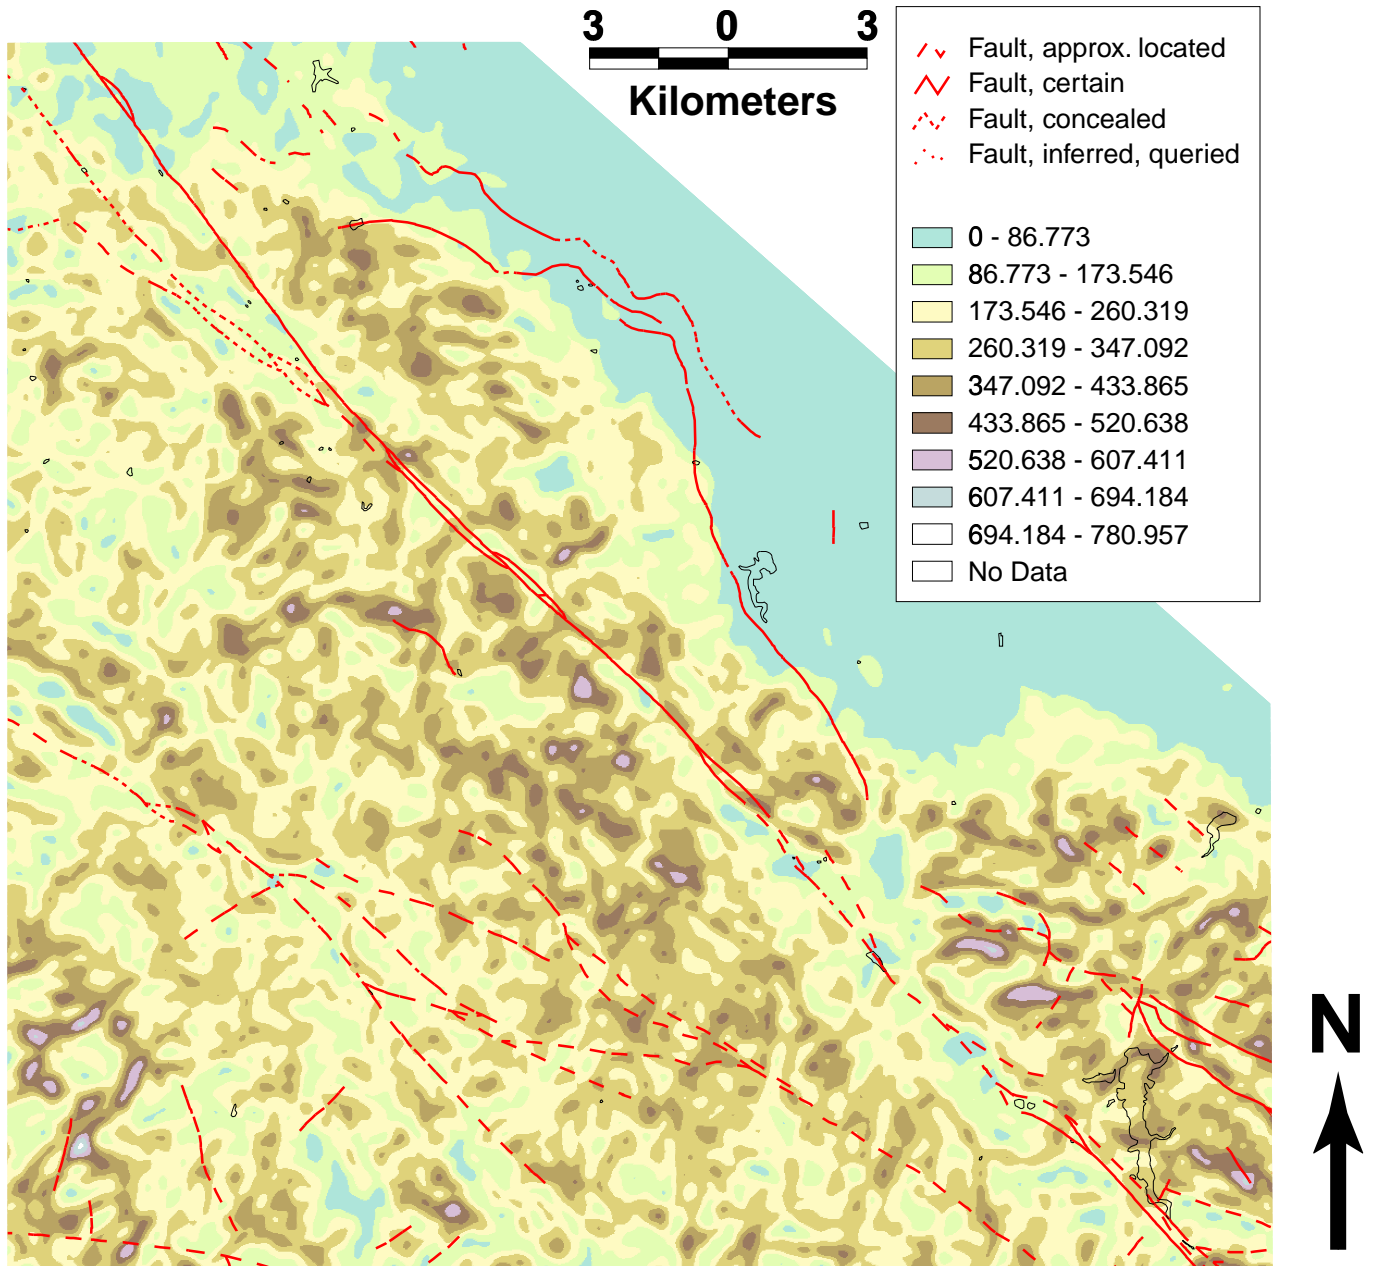 3 0 3
Kilometers
Fault, approx. located
Fault, certain
Fault, concealed
Fault, inferred, queried
0 - 86.773
86.773 - 173.546
173.546 - 260.319
260.319 - 347.092
347.092 - 433.865
433.865 - 520.638
520.638 - 607.411
607.411 - 694.184
694.184 - 780.957
No Data
N